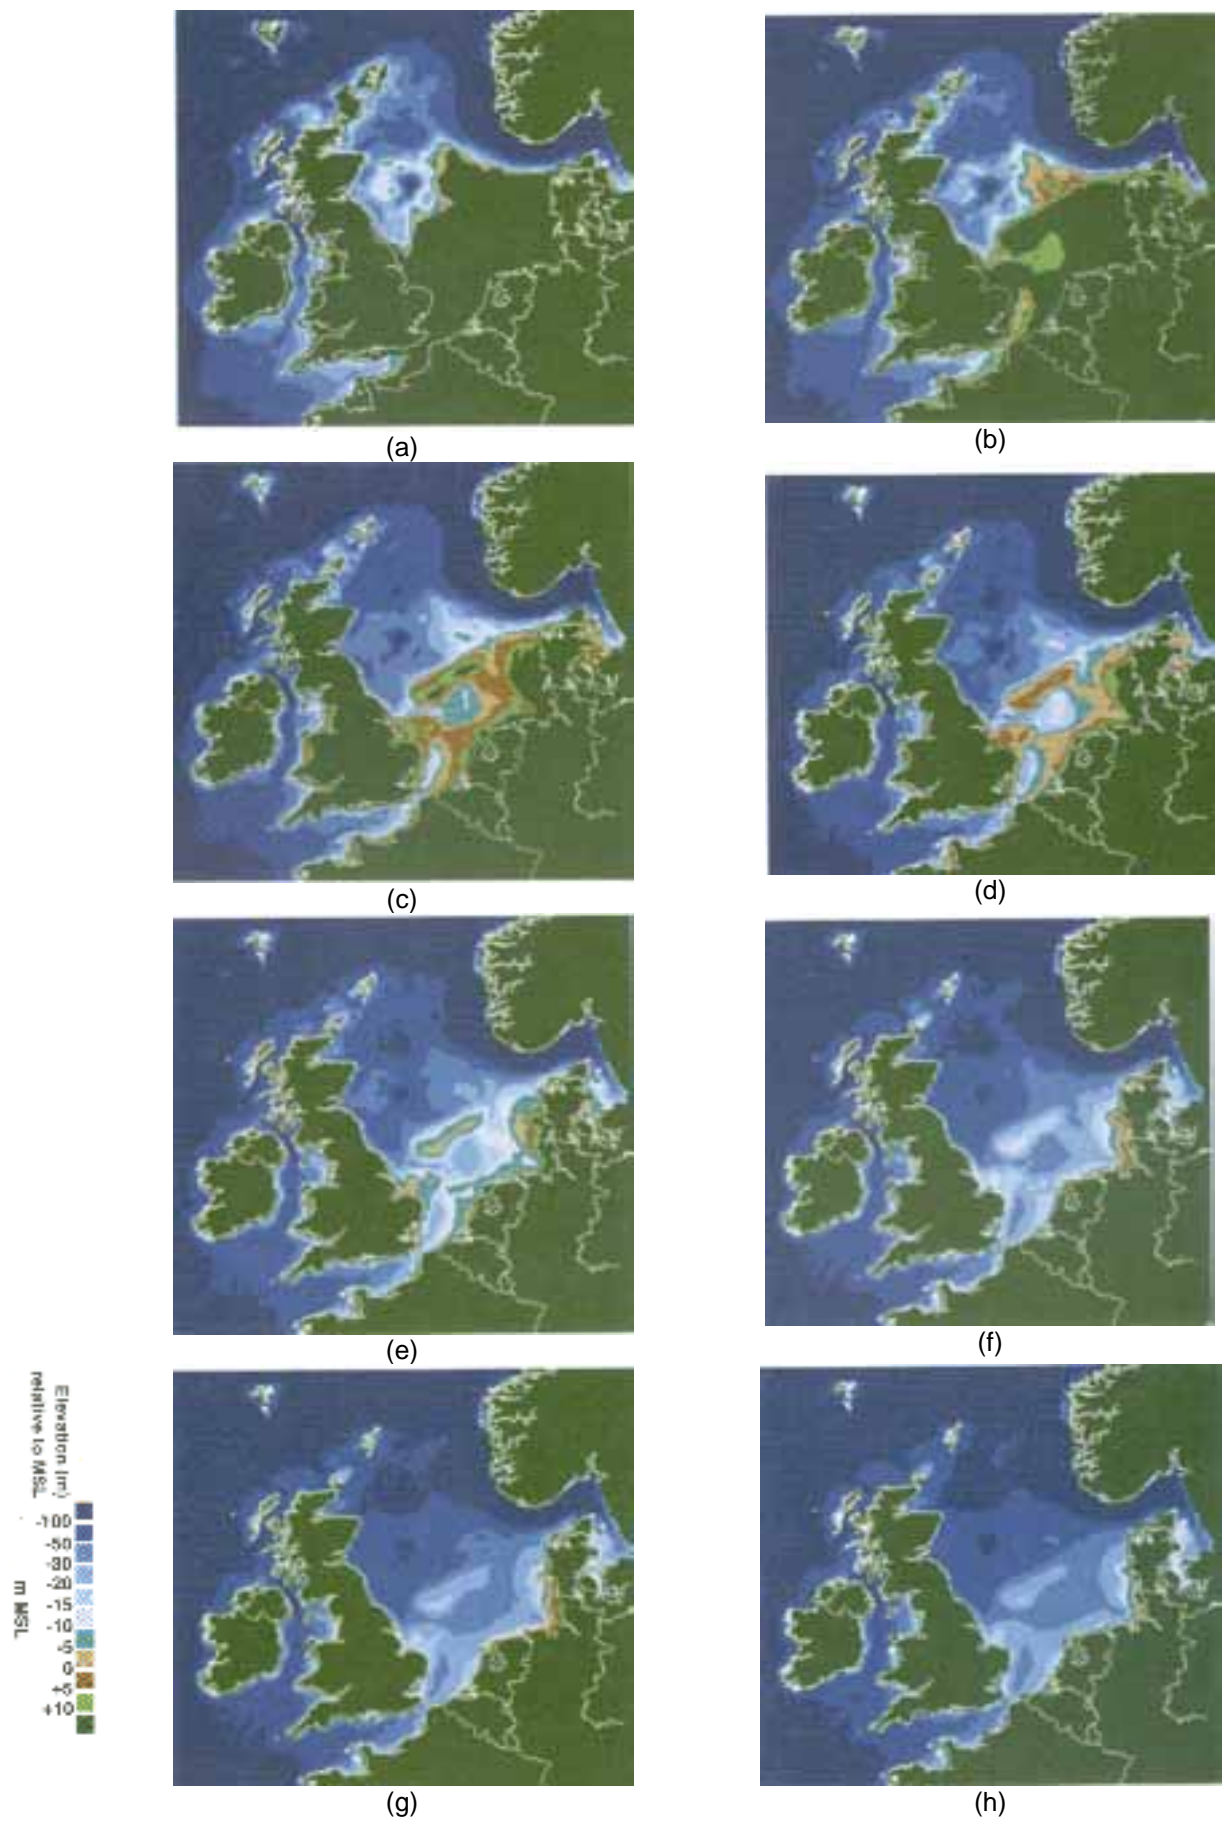 (a)
(b)
(c)
(d)
(e)
(f)
Elevation (m)
relative to MSL
-100
-50
-30
-20
-15
-10
-5
0
+5
+10
m MSL
(g)
(h)